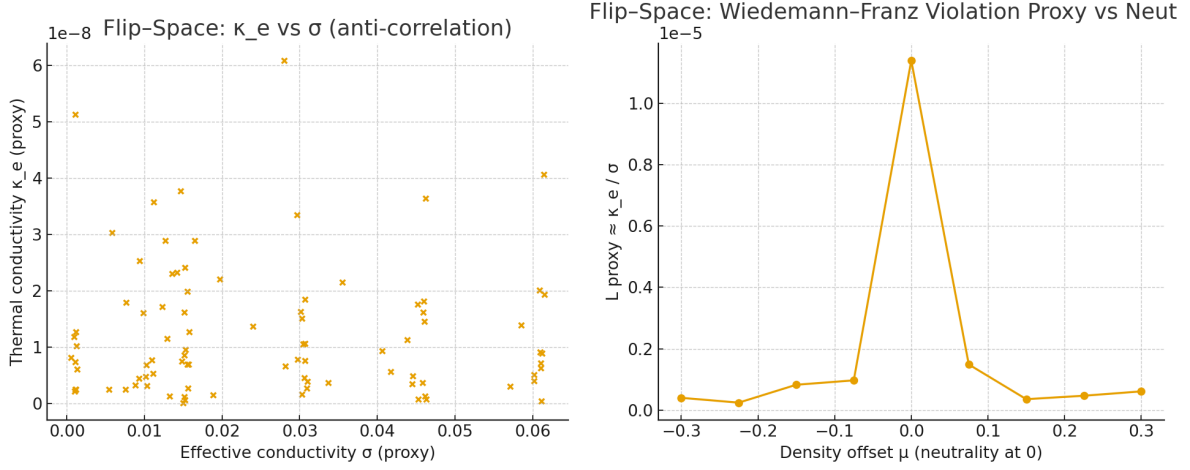 Flip–Space: κ_e vs σ (anti-correlation)
1e−8
Thermal conductivity κ_e (proxy)
6
5
4
3
2
1
0
0.00 0.01 0.02 0.03 0.04 0.05 0.06
Effective conductivity σ (proxy)
Flip–Space: Wiedemann–Franz Violation Proxy vs Neut
1e−5
L proxy ≈ κ_e / σ
1.0
0.8
0.6
0.4
0.2
0.0
−0.3 −0.2 −0.1 0.0 0.1 0.2 0.3
Density offset μ (neutrality at 0)